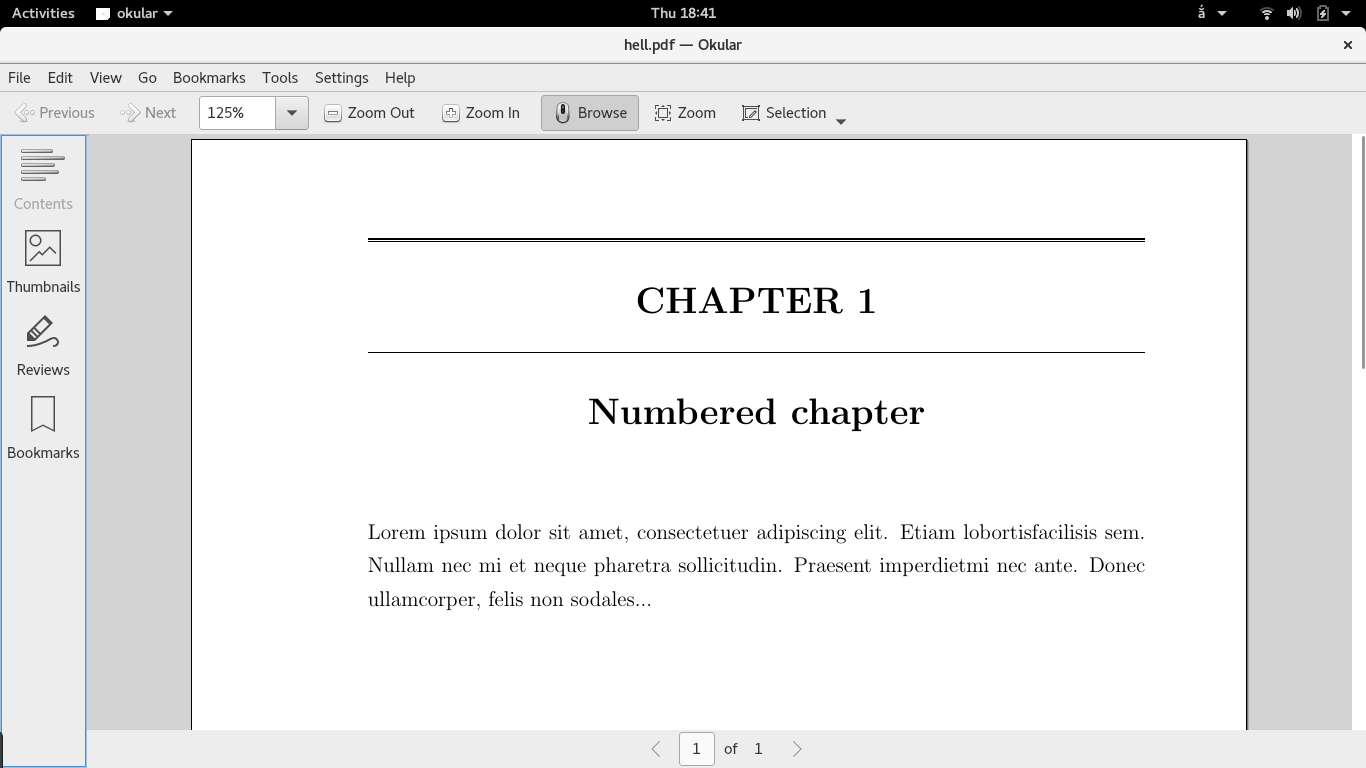 Activities okular Thu 18:41 ắ
hell.pdf — Okular
File Edit View Go Bookmarks Tools Settings Help
Previous Next 125% Zoom Out Zoom In Browse Zoom Selection
Contents
Thumbnails
Reviews
Bookmarks
CHAPTER 1
Numbered chapter
Lorem ipsum dolor sit amet, consectetuer adipiscing elit. Etiam lobortisfacilisis sem.
Nullam nec mi et neque pharetra sollicitudin. Praesent imperdietmi nec ante. Donec
ullamcorper, felis non sodales...
1 of 1